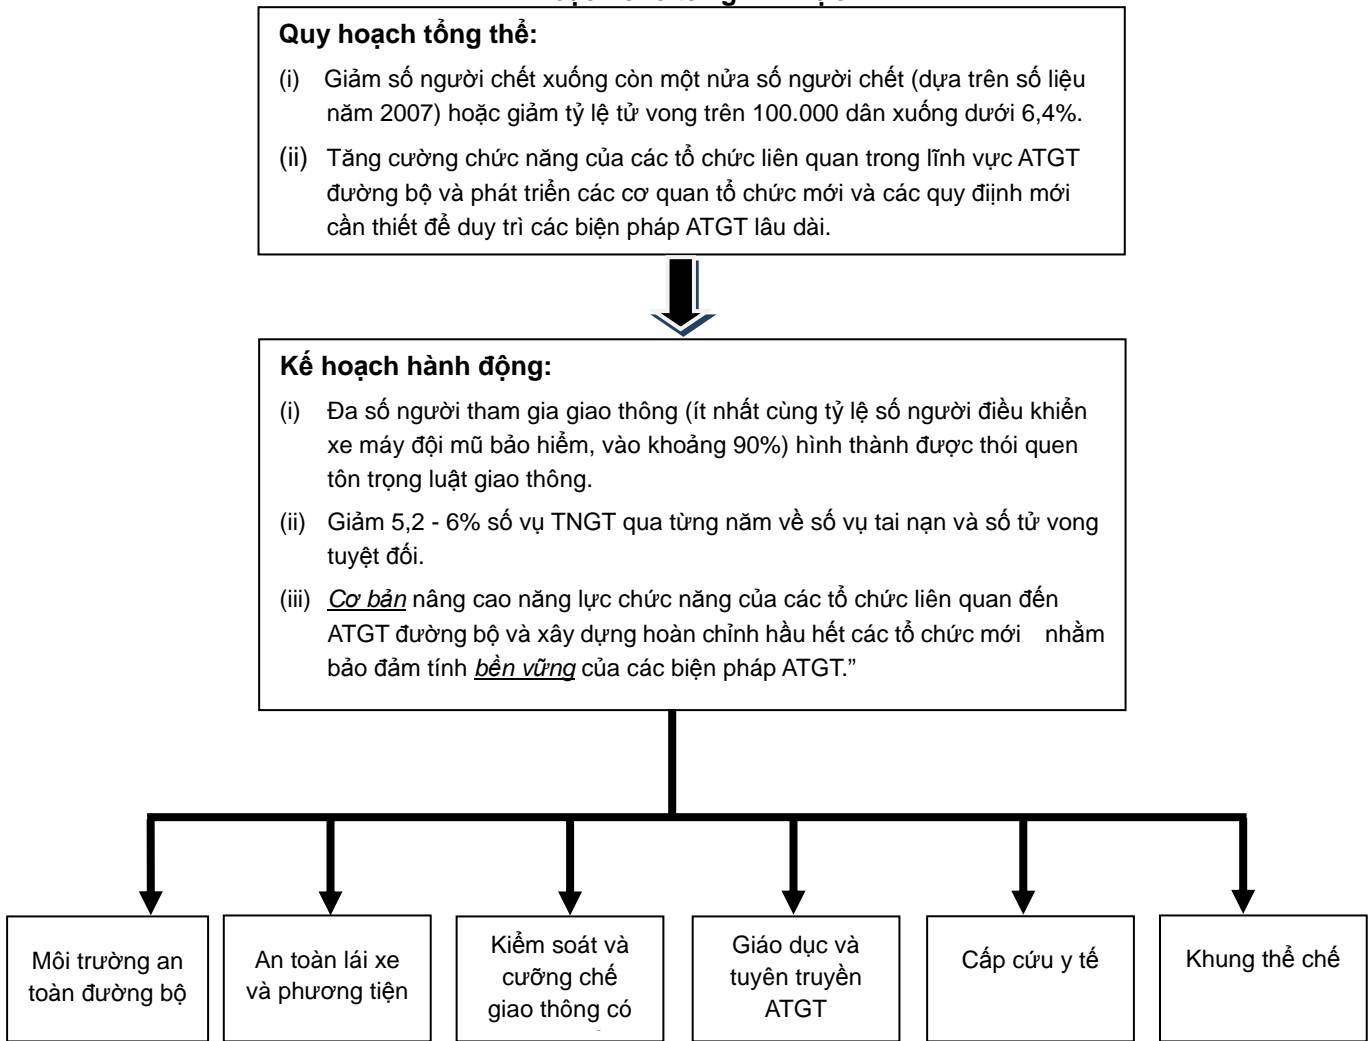 Quy hoạch tổng thể:
(i) Giảm số người chết xuống còn một nửa số người chết (dựa trên số liệu
năm 2007) hoặc giảm tỷ lệ tử vong trên 100.000 dân xuống dưới 6,4%.
(ii) Tăng cường chức năng của các tổ chức liên quan trong lĩnh vực ATGT
đường bộ và phát triển các cơ quan tổ chức mới và các quy điịnh mới
cần thiết để duy trì các biện pháp ATGT lâu dài.
Kế hoạch hành động:
(i) Đa số người tham gia giao thông (ít nhất cùng tỷ lệ số người điều khiển
xe máy đội mũ bảo hiểm, vào khoảng 90%) hình thành được thói quen
tôn trọng luật giao thông.
(ii) Giảm 5,2 - 6% số vụ TNGT qua từng năm về số vụ tai nạn và số tử vong
tuyệt đối.
(iii) Cơ bản nâng cao năng lực chức năng của các tổ chức liên quan đến
ATGT đường bộ và xây dựng hoàn chỉnh hầu hết các tổ chức mới nhằm
bảo đảm tính bền vững của các biện pháp ATGT.”
Môi trường an
toàn đường bộ
An toàn lái xe
và phương tiện
Kiểm soát và
cưỡng chế
giao thông có
Giáo dục và
tuyên truyền
ATGT
Cấp cứu y tế
Khung thể chế